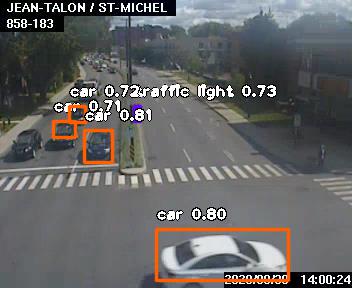 JEAN-TALON / ST-MICHEL
858-183
car 0.72
traffic light 0.73
car 0.71
car 0.81
car 0.80
14:00:24